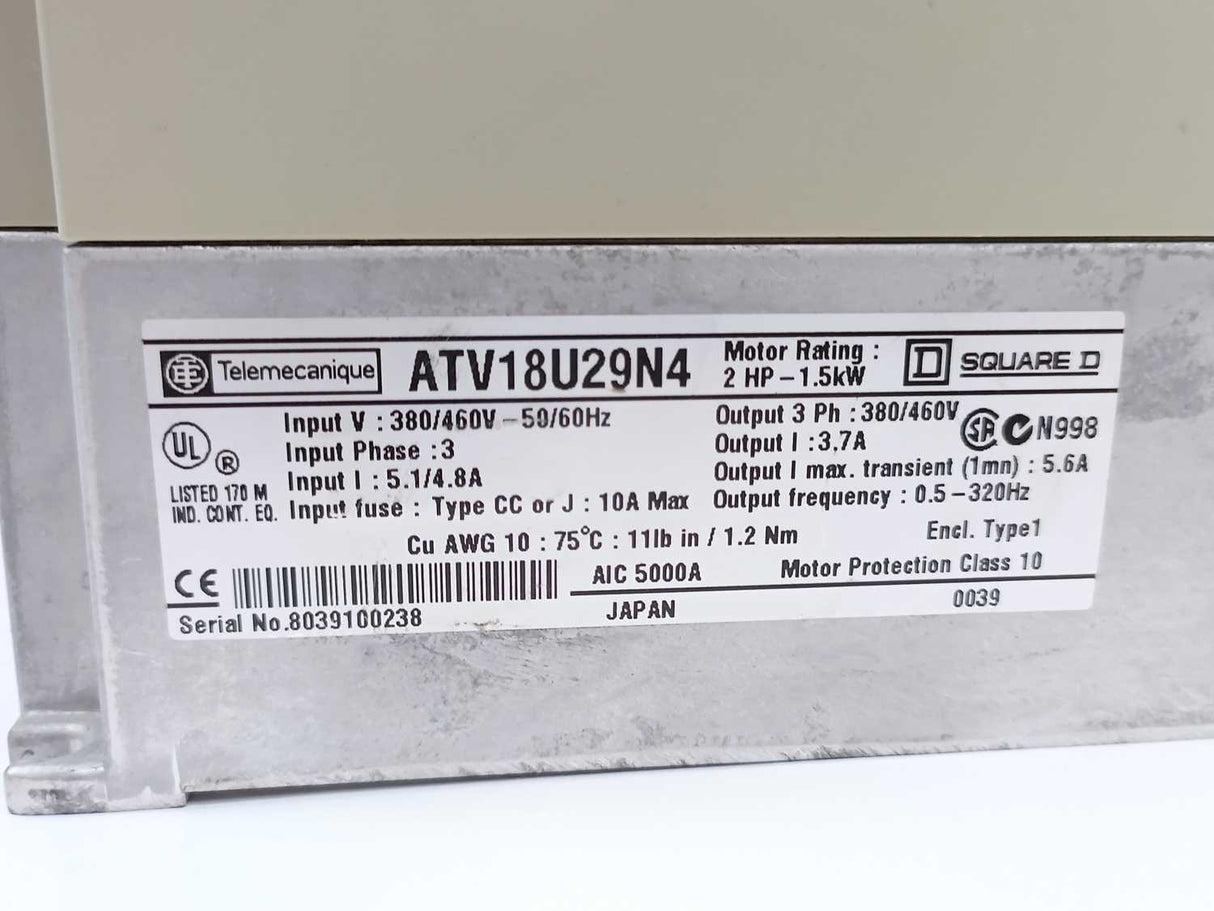 Telemecanique ATV18U29N4 Motor Rating : 2 HP – 1.5kW D SQUARE D
Input V : 380/460V – 50/60Hz
Input Phase : 3
Input I : 5.1/4.8A
Input fuse : Type CC or J : 10A Max
Output 3 Ph : 380/460V
Output I : 3.7A
Output I max. transient (1mn) : 5.6A
Output frequency : 0.5 – 320Hz
UL ®
LISTED 170 M
IND. CONT. EQ.
SA N998
Cu AWG 10 : 75°C : 11lb in / 1.2 Nm
Encl. Type1
CE
AIC 5000A
Motor Protection Class 10
Serial No.8039100238
JAPAN
0039